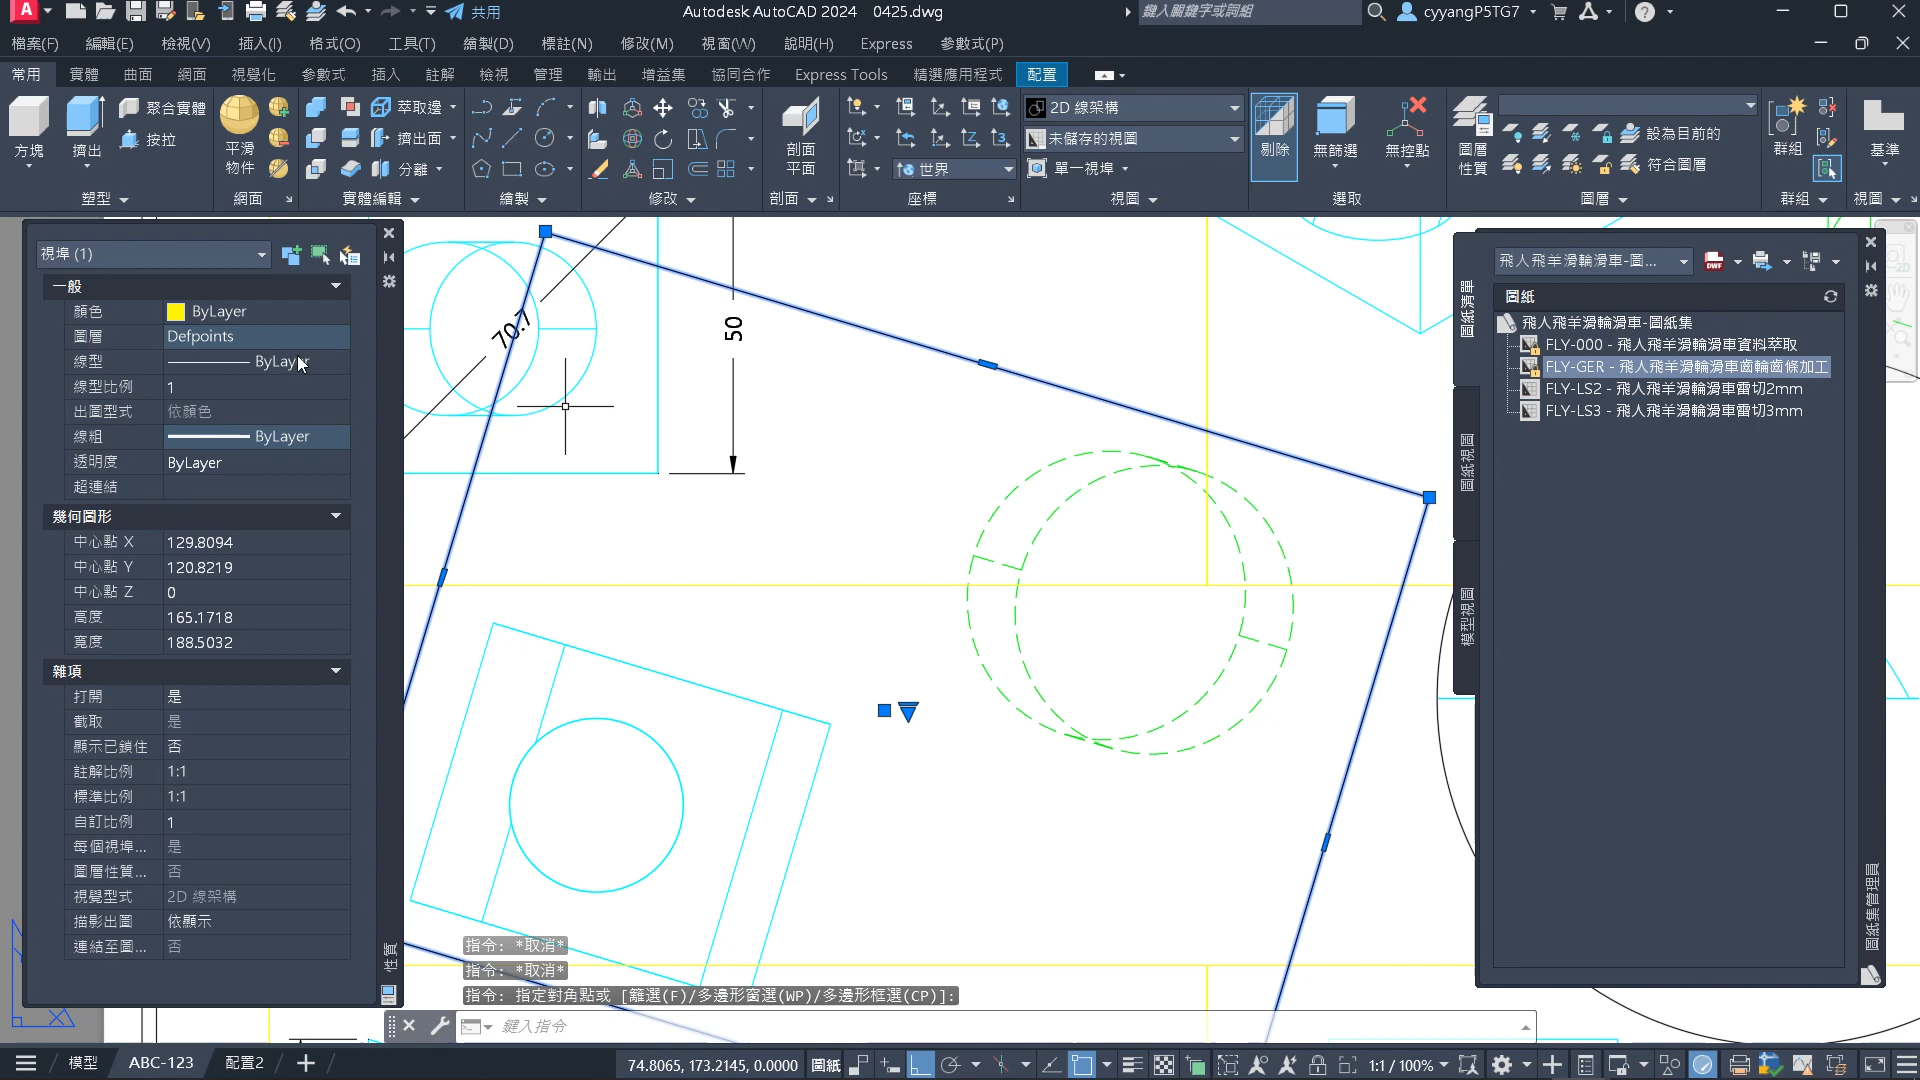 共用
Autodesk AutoCAD 2024 0425.dwg
鍵入關鍵字或詞組
cyyangP5TG7
檔案(F) 編輯(E) 檢視(V) 插入(I) 格式(O) 工具(T) 繪製(D) 標註(N) 修改(M) 視窗(W) 說明(H) Express 參數式(P)
常用 實體 曲面 網面 視覺化 參數式 插入 註解 檢視 管理 輸出 增益集 協同合作 Express Tools 精選應用程式 配置
方塊
擠出
聚合實體
按拉
平滑
物件
萃取邊
擠出面
分離
剖面
平面
世界
2D 線架構
未儲存的視圖
單一視埠
剔除
無篩選
無控點
圖層
性質
設為目前的
符合圖層
群組
基準
塑型 網面 實體編輯 繪製 修改 剖面 座標 視圖 選取 圖層 群組 視圖
視埠 (1)
一般
顏色 ByLayer
圖層 Defpoints
線型 ByLayer
線型比例 1
出圖型式 依顏色
線粗 ByLayer
透明度 ByLayer
超連結
幾何圖形
中心點 X 129.8094
中心點 Y 120.8219
中心點 Z 0
高度 165.1718
寬度 188.5032
雜項
打開 是
截取 是
顯示已鎖住 否
註解比例 1:1
標準比例 1:1
自訂比例 1
每個視埠... 是
圖層性質... 否
視覺型式 2D 線架構
描影出圖 依顯示
連結至圖... 否
性質
70.7
50
飛人飛羊滑輪滑車-圖...
DWF
圖紙
飛人飛羊滑輪滑車-圖紙集
FLY-000 - 飛人飛羊滑輪滑車資料萃取
FLY-GER - 飛人飛羊滑輪滑車齒輪齒條加工
FLY-LS2 - 飛人飛羊滑輪滑車雷切2mm
FLY-LS3 - 飛人飛羊滑輪滑車雷切3mm
圖紙清單
圖紙視圖
模型視圖
圖紙集管理員
指令: *取消*
指令: *取消*
指令: 指定對角點或 [籬選(F)/多邊形窗選(WP)/多邊形框選(CP)]:
鍵入指令
模型 ABC-123 配置2
74.8065, 173.2145, 0.0000 圖紙 1:1 / 100%